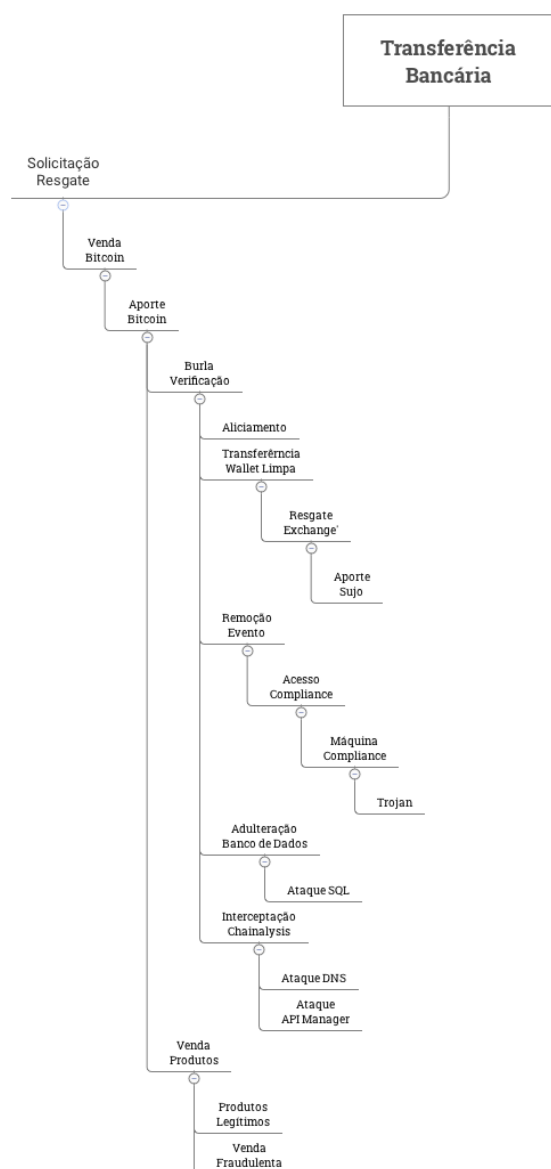 Transferência
Bancária
Solicitação
Resgate
Venda
Bitcoin
Aporte
Bitcoin
Burla
Verificação
Aliciamento
Transferêrncia
Wallet Limpa
Resgate
Exchange'
Aporte
Sujo
Remoção
Evento
Acesso
Compliance
Máquina
Compliance
Trojan
Adulteração
Banco de Dados
Ataque SQL
Interceptação
Chainalysis
Ataque DNS
Ataque
API Manager
Venda
Produtos
Produtos
Legítimos
Venda
Fraudulenta